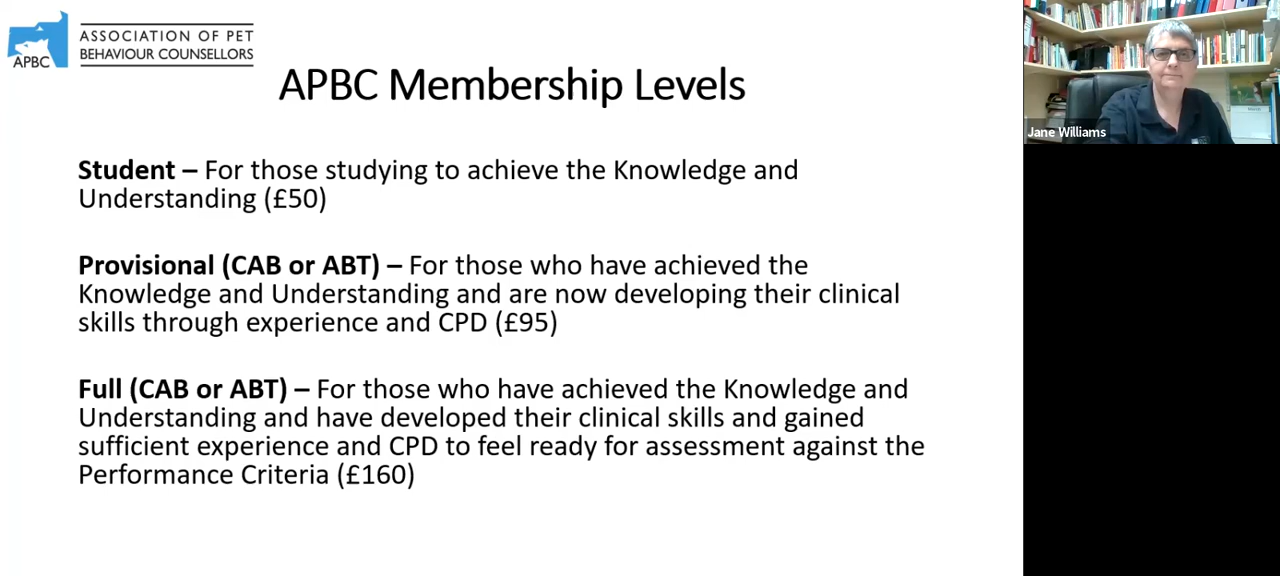 ASSOCIATION OF PET
BEHAVIOUR COUNSELLORS
APBC
APBC Membership Levels
Jane Williams
Student – For those studying to achieve the Knowledge and
Understanding (£50)
Provisional (CAB or ABT) – For those who have achieved the
Knowledge and Understanding and are now developing their clinical
skills through experience and CPD (£95)
Full (CAB or ABT) – For those who have achieved the Knowledge and
Understanding and have developed their clinical skills and gained
sufficient experience and CPD to feel ready for assessment against the
Performance Criteria (£160)